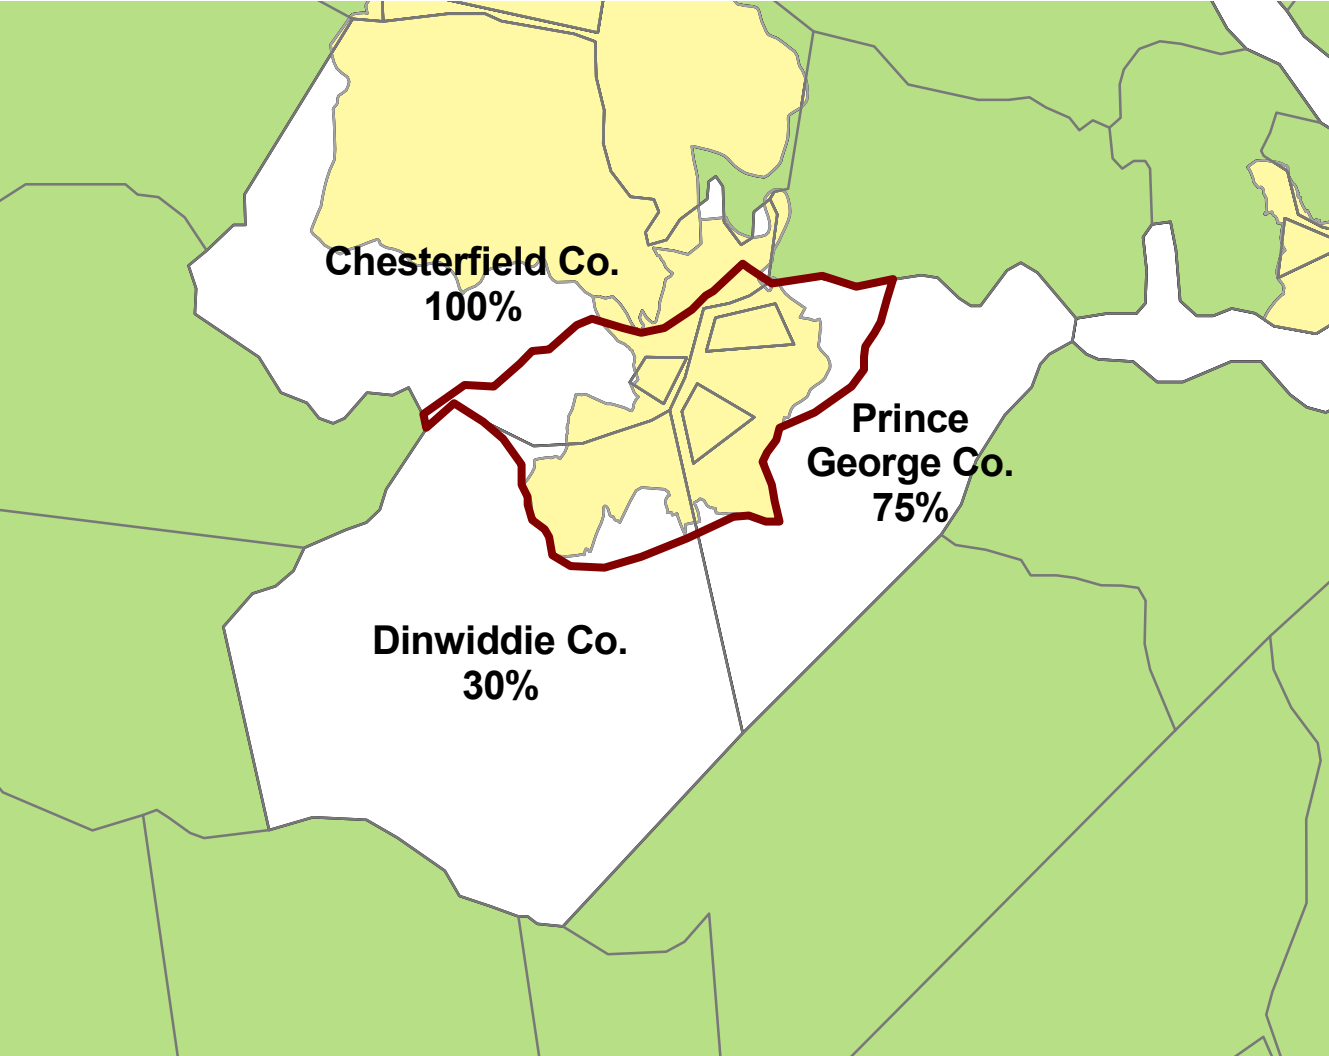 Chesterfield Co.
100%
Prince
George Co.
75%
Dinwiddie Co.
30%